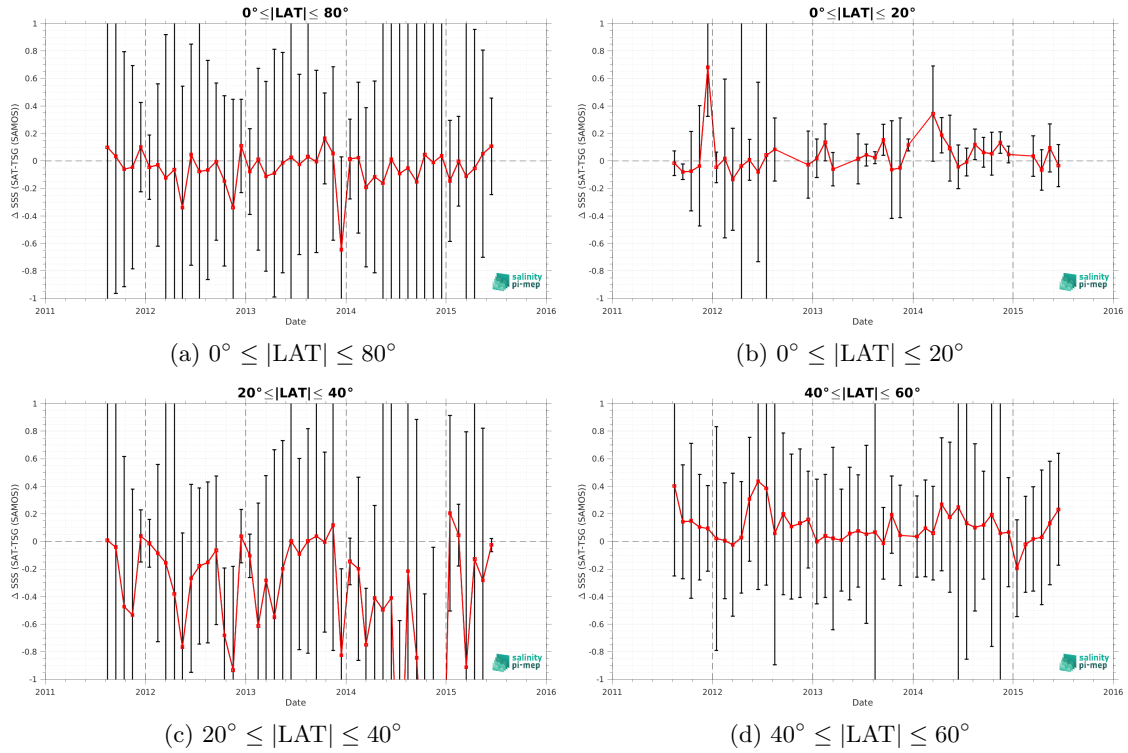 0°≤|LAT|≤ 80°
Δ SSS (SAT-TSG (SAMOS))
1
0.8
0.6
0.4
0.2
0
-0.2
-0.4
-0.6
-0.8
-1
2011 2012 2013 2014 2015 2016
Date
salinity
pi-mep
(a) 0° ≤ |LAT| ≤ 80°
0°≤|LAT|≤ 20°
Δ SSS (SAT-TSG (SAMOS))
1
0.8
0.6
0.4
0.2
0
-0.2
-0.4
-0.6
-0.8
-1
2011 2012 2013 2014 2015 2016
Date
salinity
pi-mep
(b) 0° ≤ |LAT| ≤ 20°
20°≤|LAT|≤ 40°
Δ SSS (SAT-TSG (SAMOS))
1
0.8
0.6
0.4
0.2
0
-0.2
-0.4
-0.6
-0.8
-1
2011 2012 2013 2014 2015 2016
Date
salinity
pi-mep
(c) 20° ≤ |LAT| ≤ 40°
40°≤|LAT|≤ 60°
Δ SSS (SAT-TSG (SAMOS))
1
0.8
0.6
0.4
0.2
0
-0.2
-0.4
-0.6
-0.8
-1
2011 2012 2013 2014 2015 2016
Date
salinity
pi-mep
(d) 40° ≤ |LAT| ≤ 60°